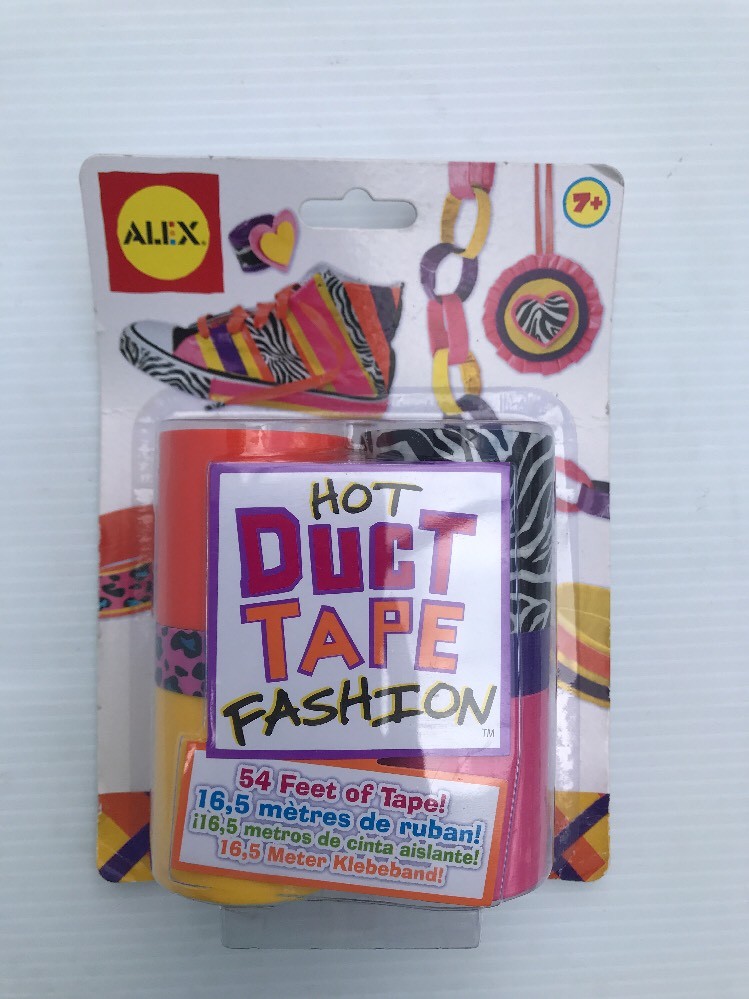 ALEX.
7+
HOT
DUCT
TAPE
FASHION
TM
54 Feet of Tape!
16,5 mètres de ruban!
¡16,5 metros de cinta aislante!
16,5 Meter Klebeband!